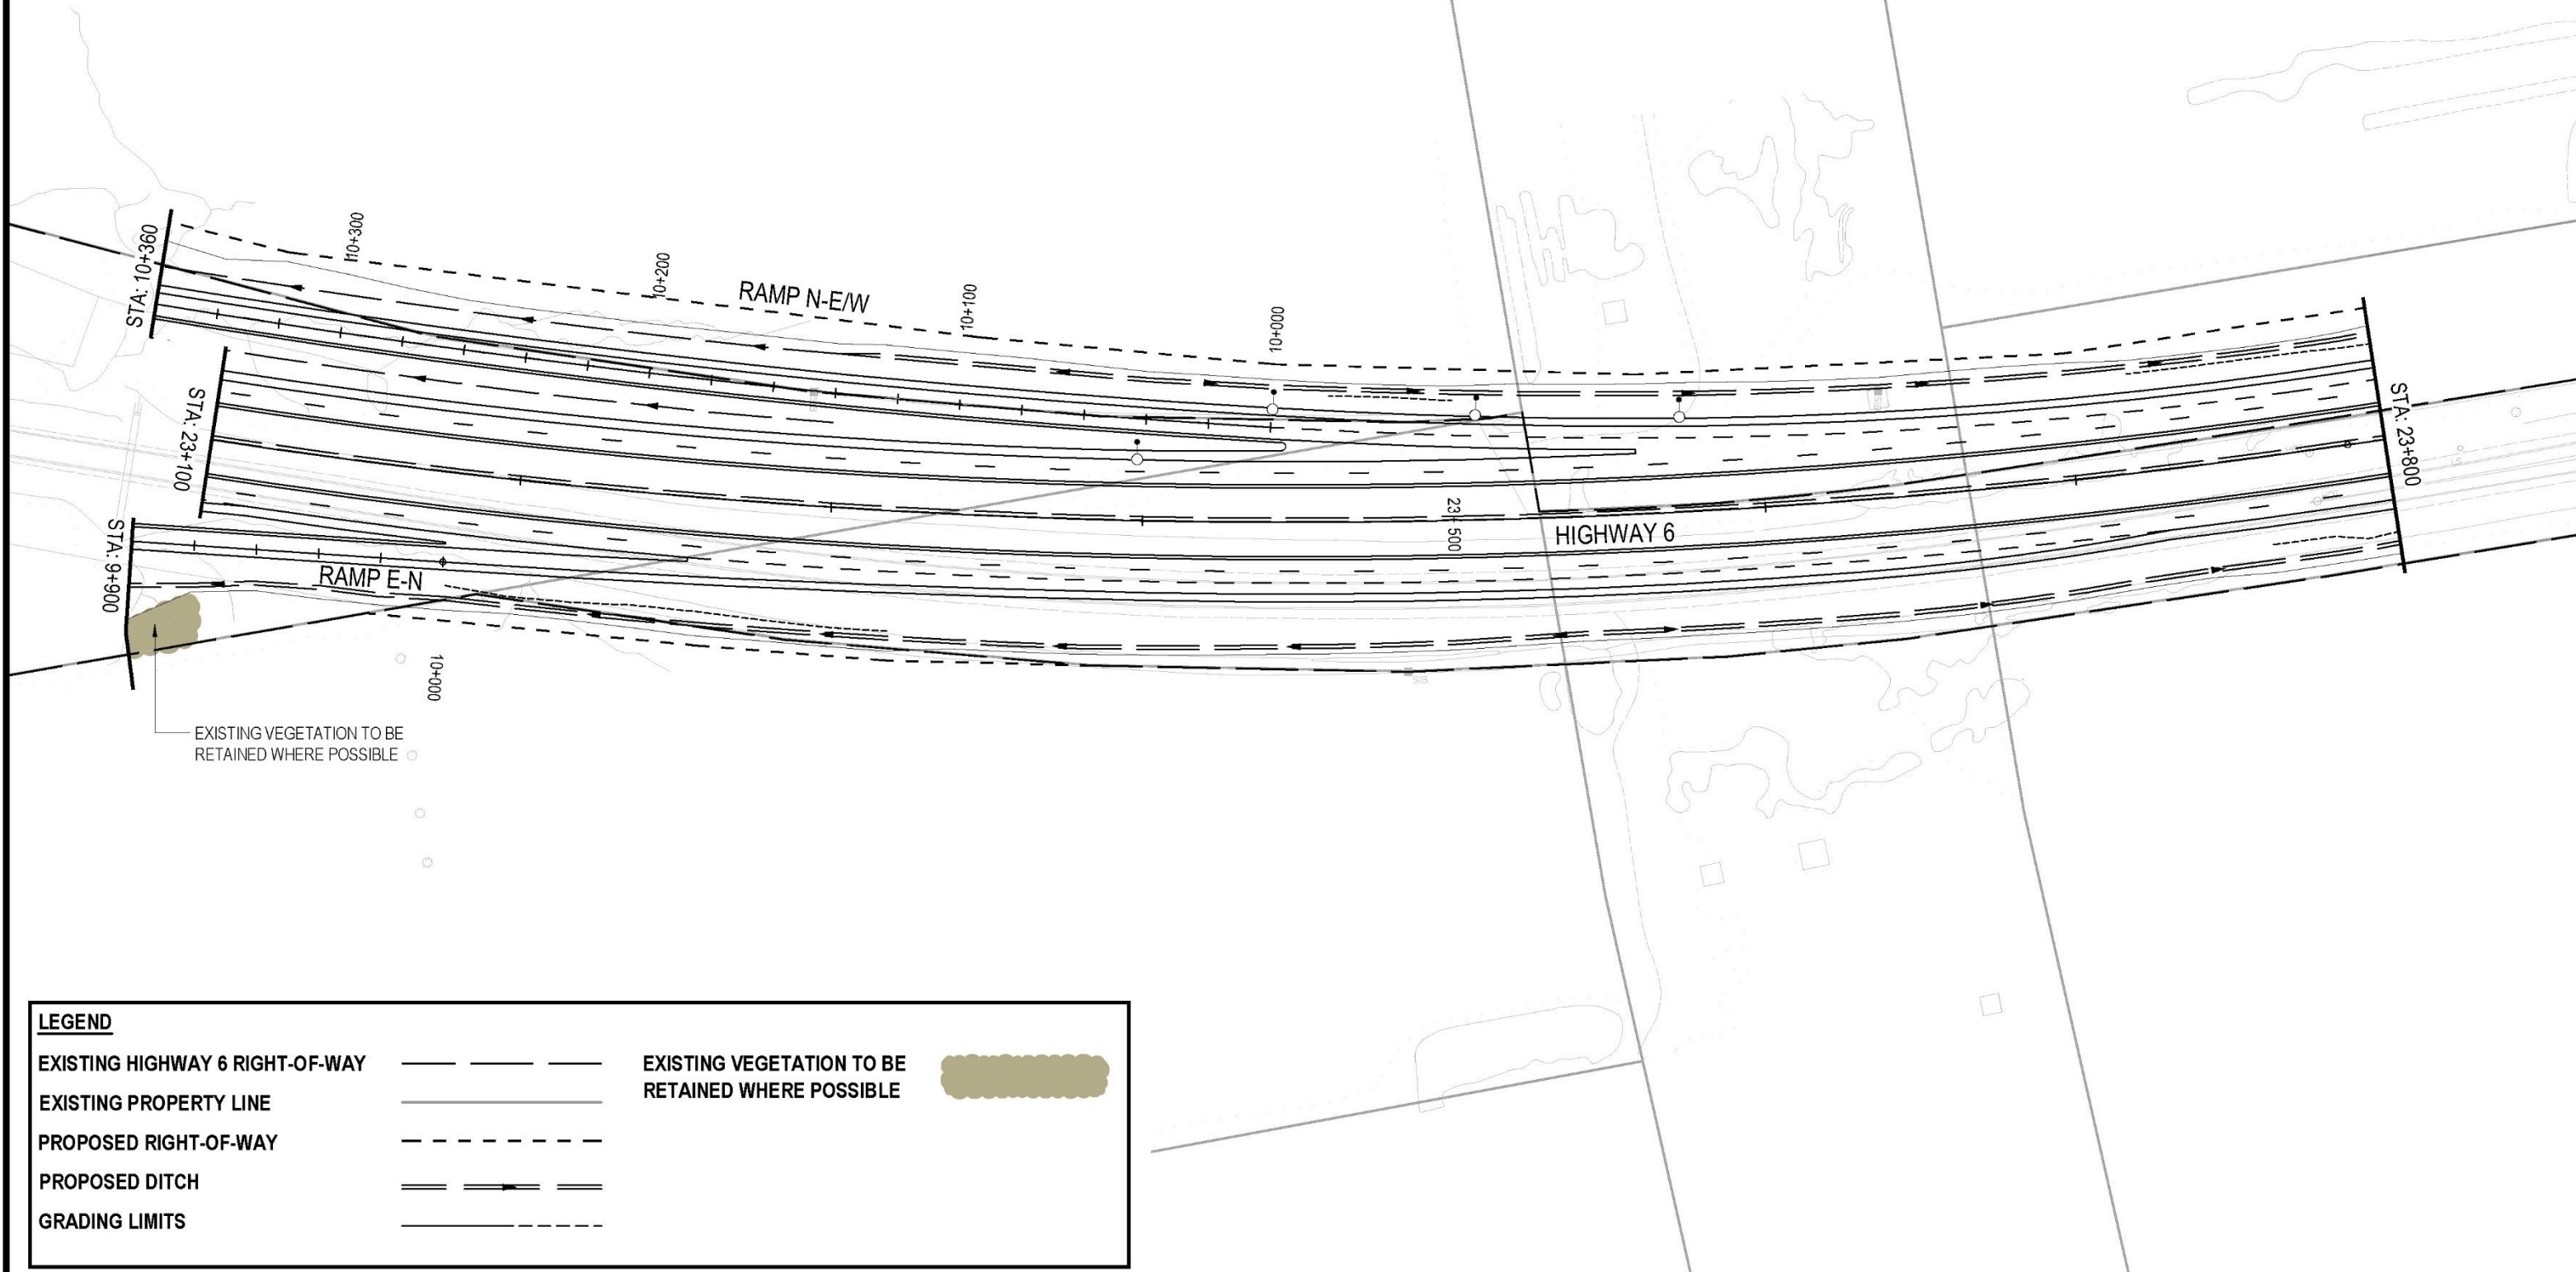 STA: 10+360
10+300
10+200
RAMP N-E/W
10+100
10+000
STA: 23+100
STA: 23+800
23+500
HIGHWAY 6
STA: 9+900
RAMP E-N
10+000
SIB
EXISTING VEGETATION TO BE
RETAINED WHERE POSSIBLE
LEGEND
EXISTING HIGHWAY 6 RIGHT-OF-WAY
EXISTING PROPERTY LINE
PROPOSED RIGHT-OF-WAY
PROPOSED DITCH
GRADING LIMITS
EXISTING VEGETATION TO BE
RETAINED WHERE POSSIBLE